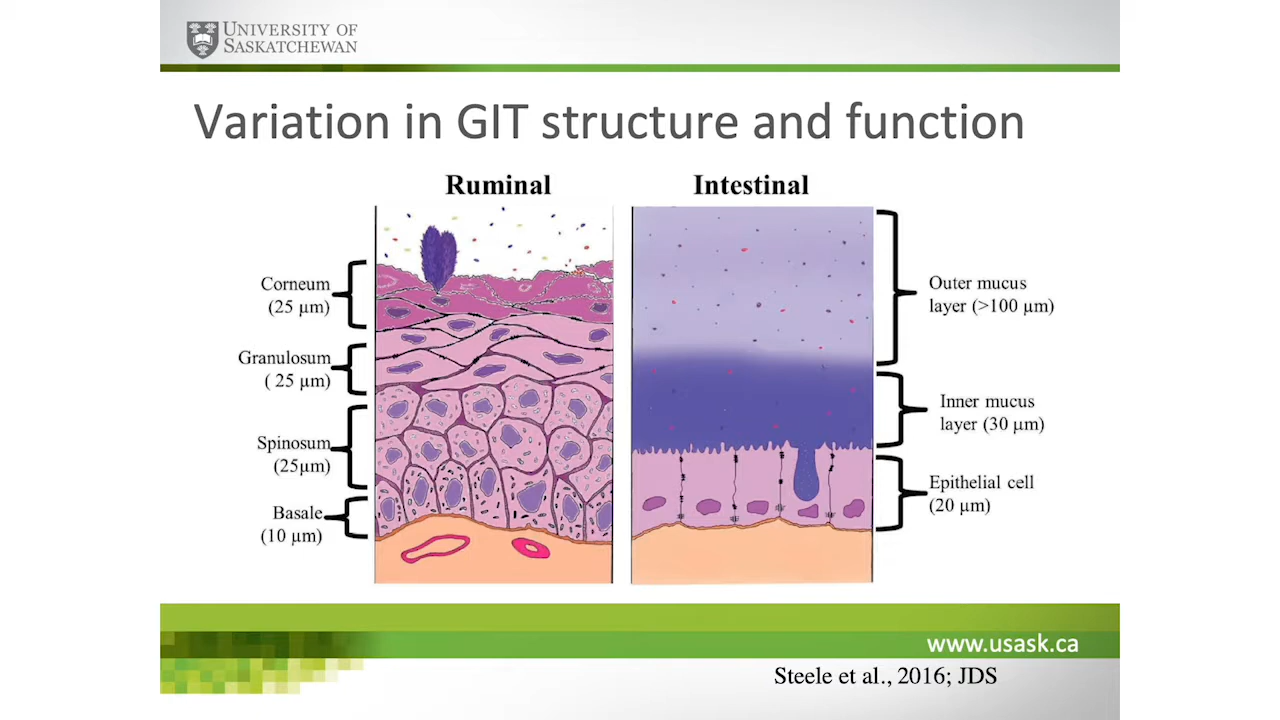 UNIVERSITY OF
SASKATCHEWAN
Variation in GIT structure and function
Ruminal
Intestinal
Corneum
(25 µm)
Granulosum
( 25 µm)
Spinosum
(25µm)
Basale
(10 µm)
Outer mucus
layer (>100 µm)
Inner mucus
layer (30 µm)
Epithelial cell
(20 µm)
www.usask.ca
Steele et al., 2016; JDS